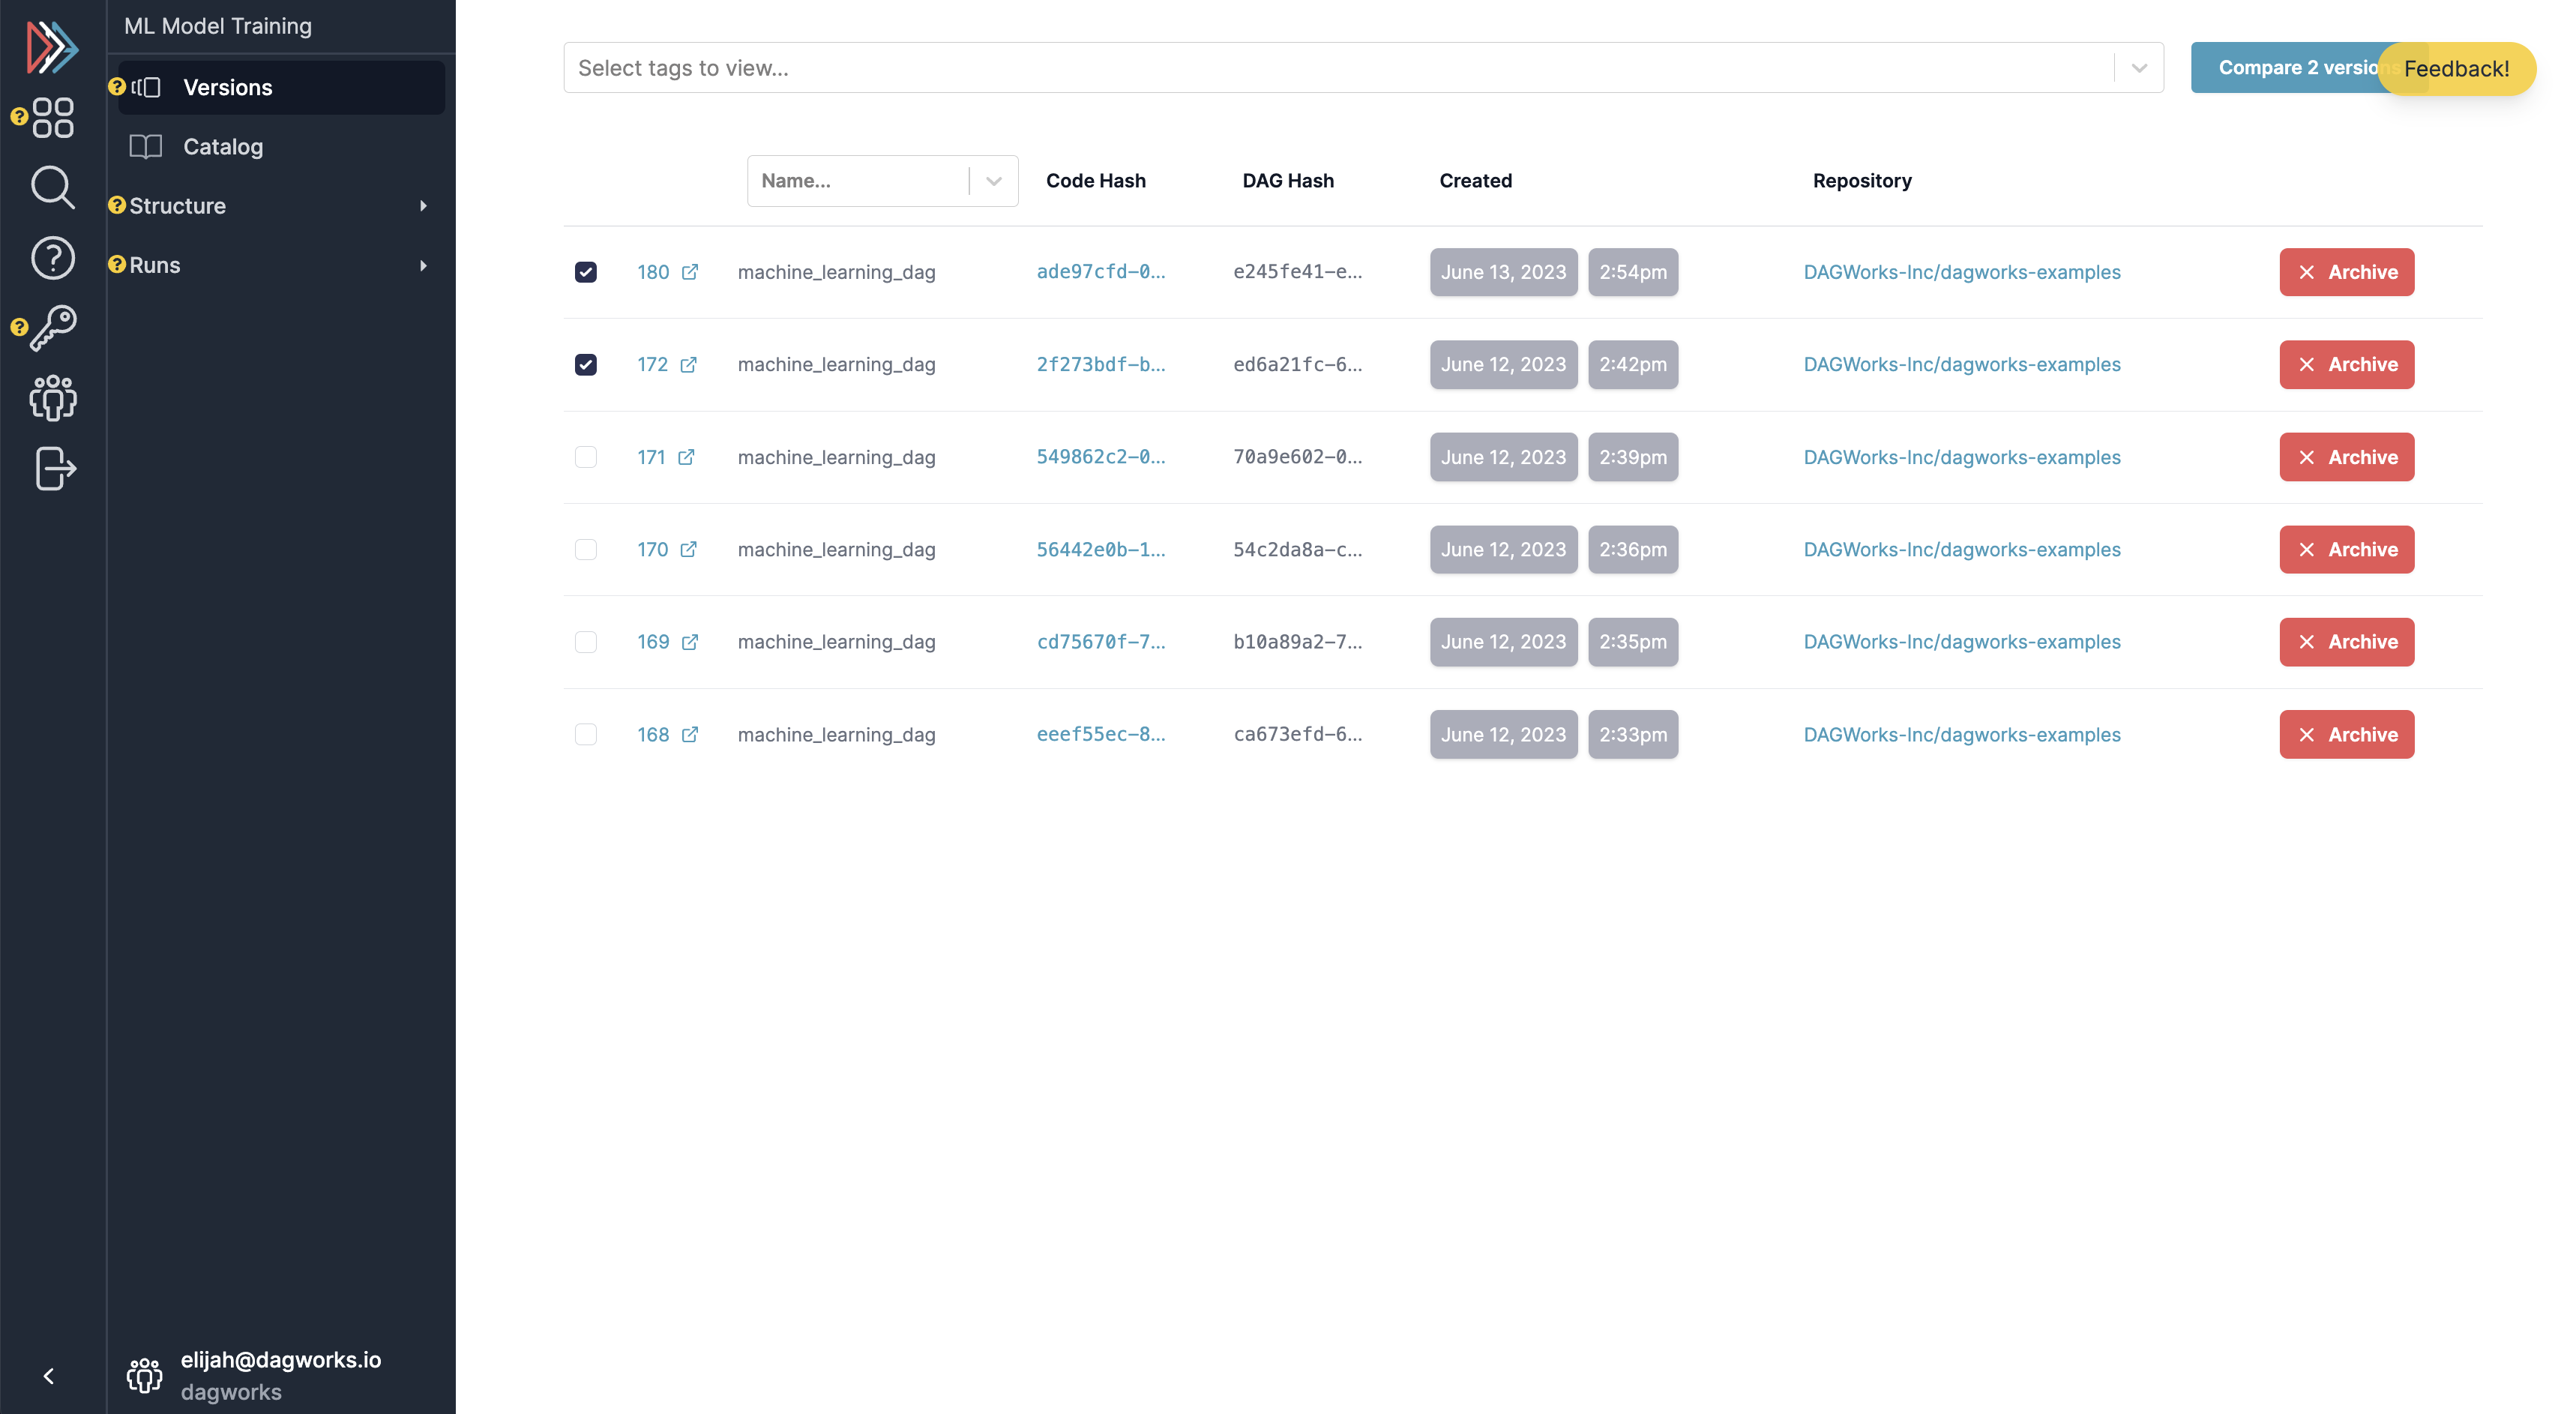 ML Model Training
Versions
Catalog
Structure
Runs
elijah@dagworks.io
dagworks
Select tags to view...
Compare 2 versio
Feedback!
Name... Code Hash DAG Hash Created Repository
180 machine_learning_dag ade97cfd-0... e245fe41-e... June 13, 2023 2:54pm DAGWorks-Inc/dagworks-examples Archive
172 machine_learning_dag 2f273bdf-b... ed6a21fc-6... June 12, 2023 2:42pm DAGWorks-Inc/dagworks-examples Archive
171 machine_learning_dag 549862c2-0... 70a9e602-0... June 12, 2023 2:39pm DAGWorks-Inc/dagworks-examples Archive
170 machine_learning_dag 56442e0b-1... 54c2da8a-c... June 12, 2023 2:36pm DAGWorks-Inc/dagworks-examples Archive
169 machine_learning_dag cd75670f-7... b10a89a2-7... June 12, 2023 2:35pm DAGWorks-Inc/dagworks-examples Archive
168 machine_learning_dag eeef55ec-8... ca673efd-6... June 12, 2023 2:33pm DAGWorks-Inc/dagworks-examples Archive